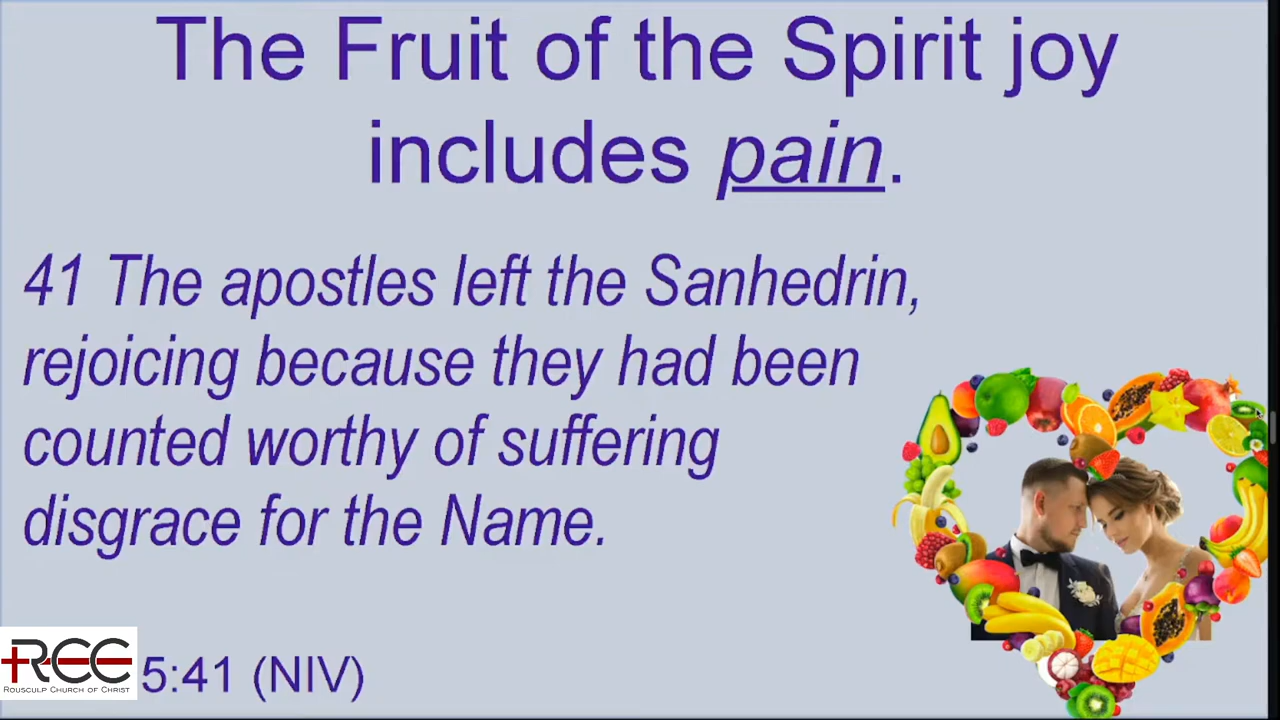 The Fruit of the Spirit joy
includes pain.
41 The apostles left the Sanhedrin,
rejoicing because they had been
counted worthy of suffering
disgrace for the Name.
RCC
Rousculp Church of Christ
5:41 (NIV)